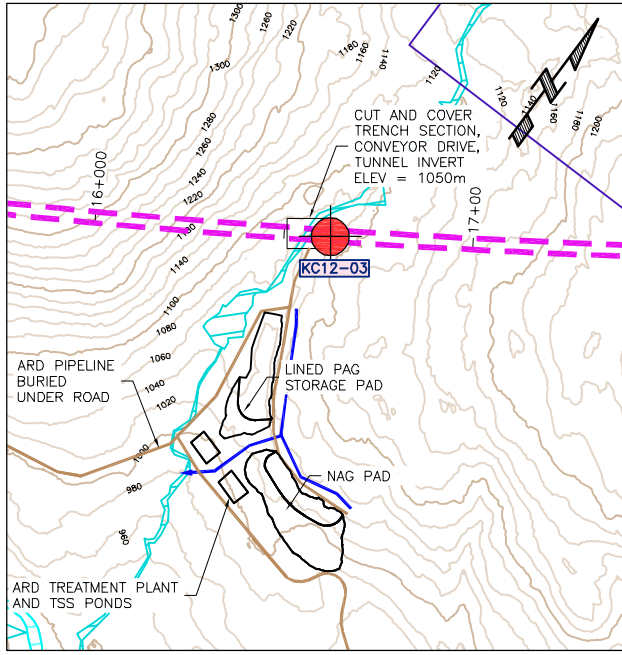 1300
1260
1220
1300
1180
1160
1140
1120
1120
1140
1160
1180
1200
CUT AND COVER
TRENCH SECTION,
CONVEYOR DRIVE,
TUNNEL INVERT
ELEV = 1050m
1280
1260
1240
1220
16+000
17+00
1140
KC12-03
1100
1080
1060
1040
1020
ARD PIPELINE
BURIED
UNDER ROAD
LINED PAG
STORAGE PAD
1000
980
960
NAG PAD
ARD TREATMENT PLANT
AND TSS PONDS